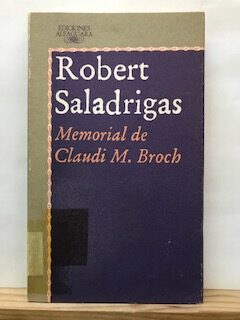 EDICIONES
ALFAGUARA
Robert
Saladrigas
Memorial de
Claudi M. Broch